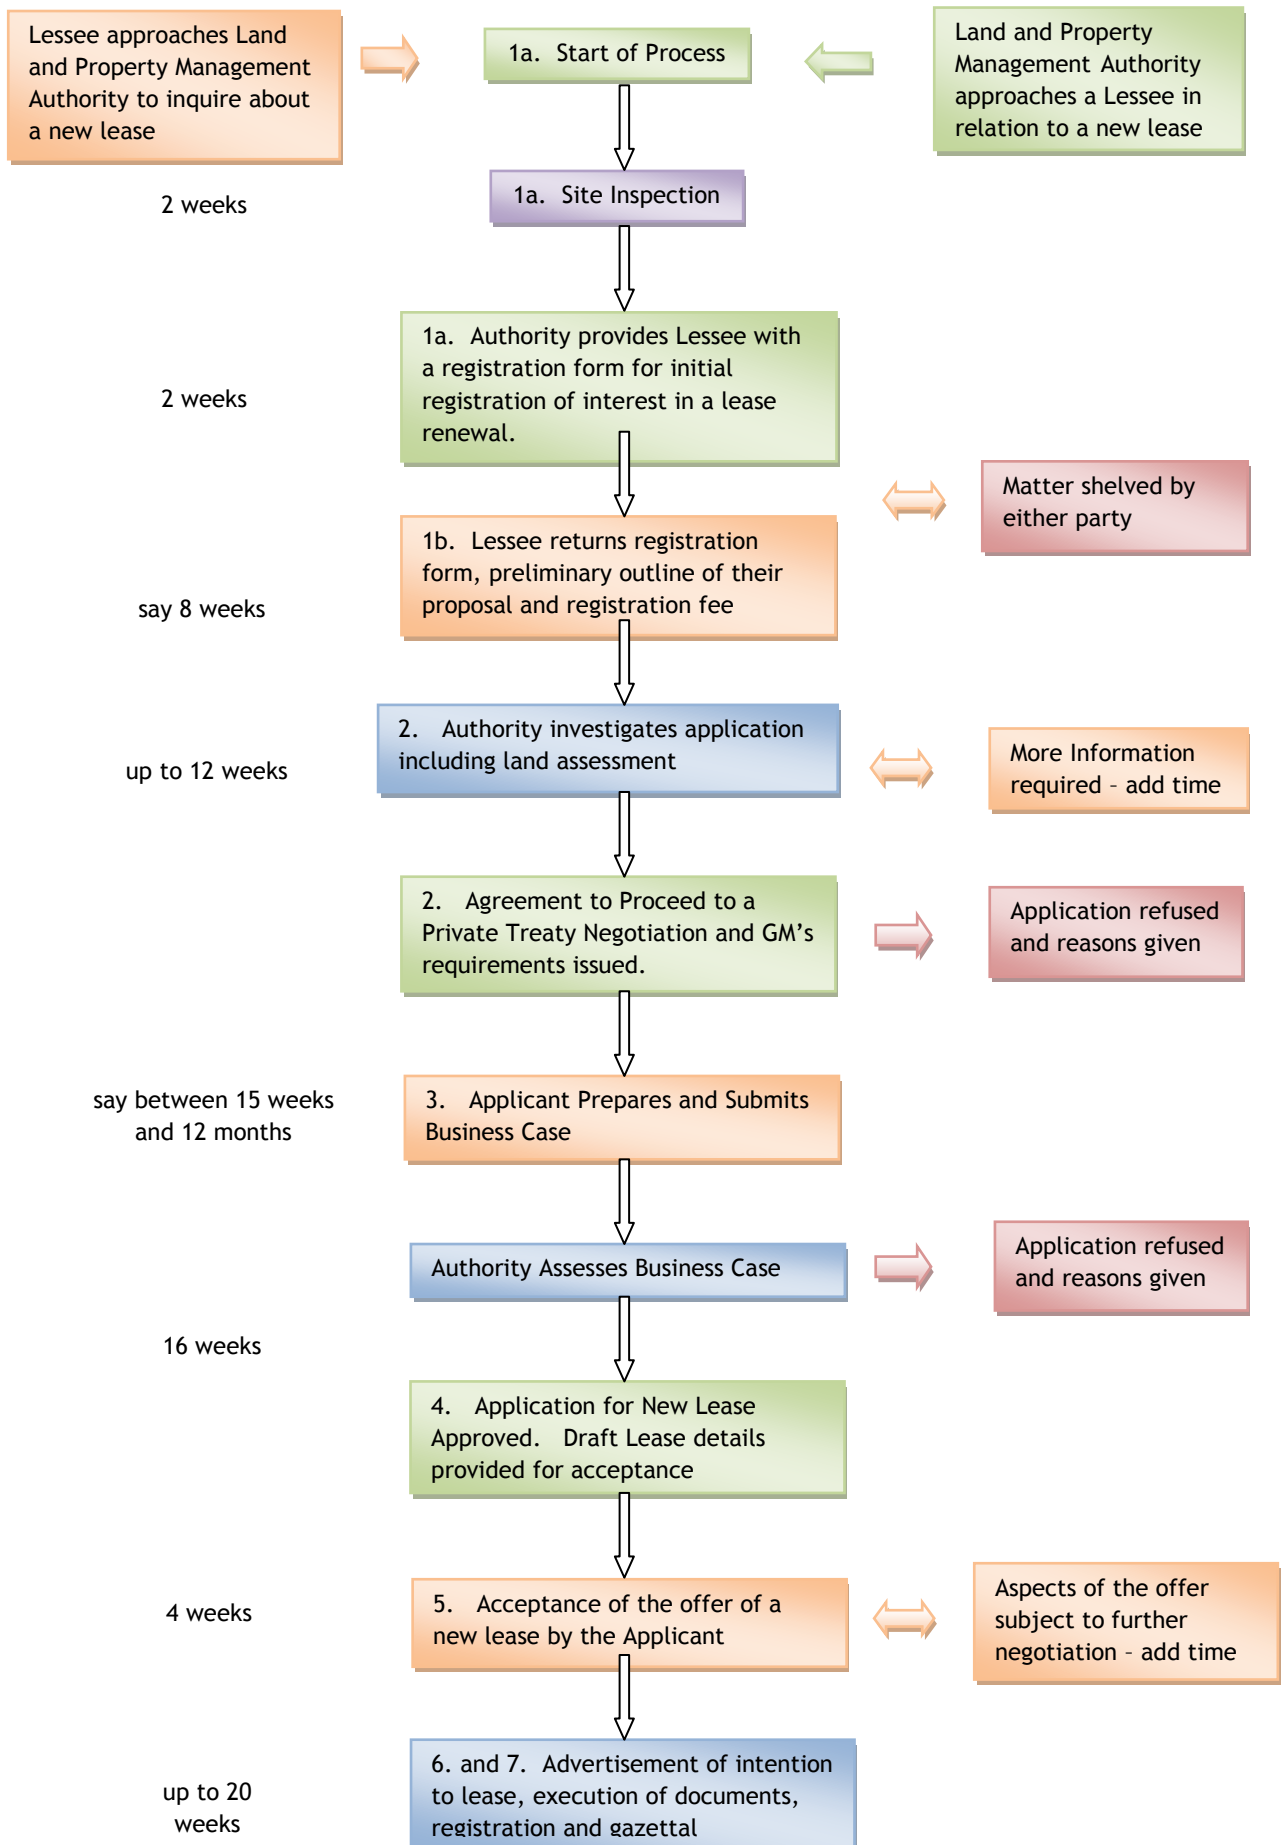 Lessee approaches Land
and Property Management
Authority to inquire about
a new lease
1a. Start of Process
Land and Property
Management Authority
approaches a Lessee in
relation to a new lease
2 weeks
1a. Site Inspection
2 weeks
1a. Authority provides Lessee with
a registration form for initial
registration of interest in a lease
renewal.
Matter shelved by
either party
say 8 weeks
1b. Lessee returns registration
form, preliminary outline of their
proposal and registration fee
up to 12 weeks
2. Authority investigates application
including land assessment
More Information
required – add time
2. Agreement to Proceed to a
Private Treaty Negotiation and GM’s
requirements issued.
Application refused
and reasons given
say between 15 weeks
and 12 months
3. Applicant Prepares and Submits
Business Case
Authority Assesses Business Case
Application refused
and reasons given
16 weeks
4. Application for New Lease
Approved. Draft Lease details
provided for acceptance
4 weeks
5. Acceptance of the offer of a
new lease by the Applicant
Aspects of the offer
subject to further
negotiation – add time
up to 20
weeks
6. and 7. Advertisement of intention
to lease, execution of documents,
registration and gazettal